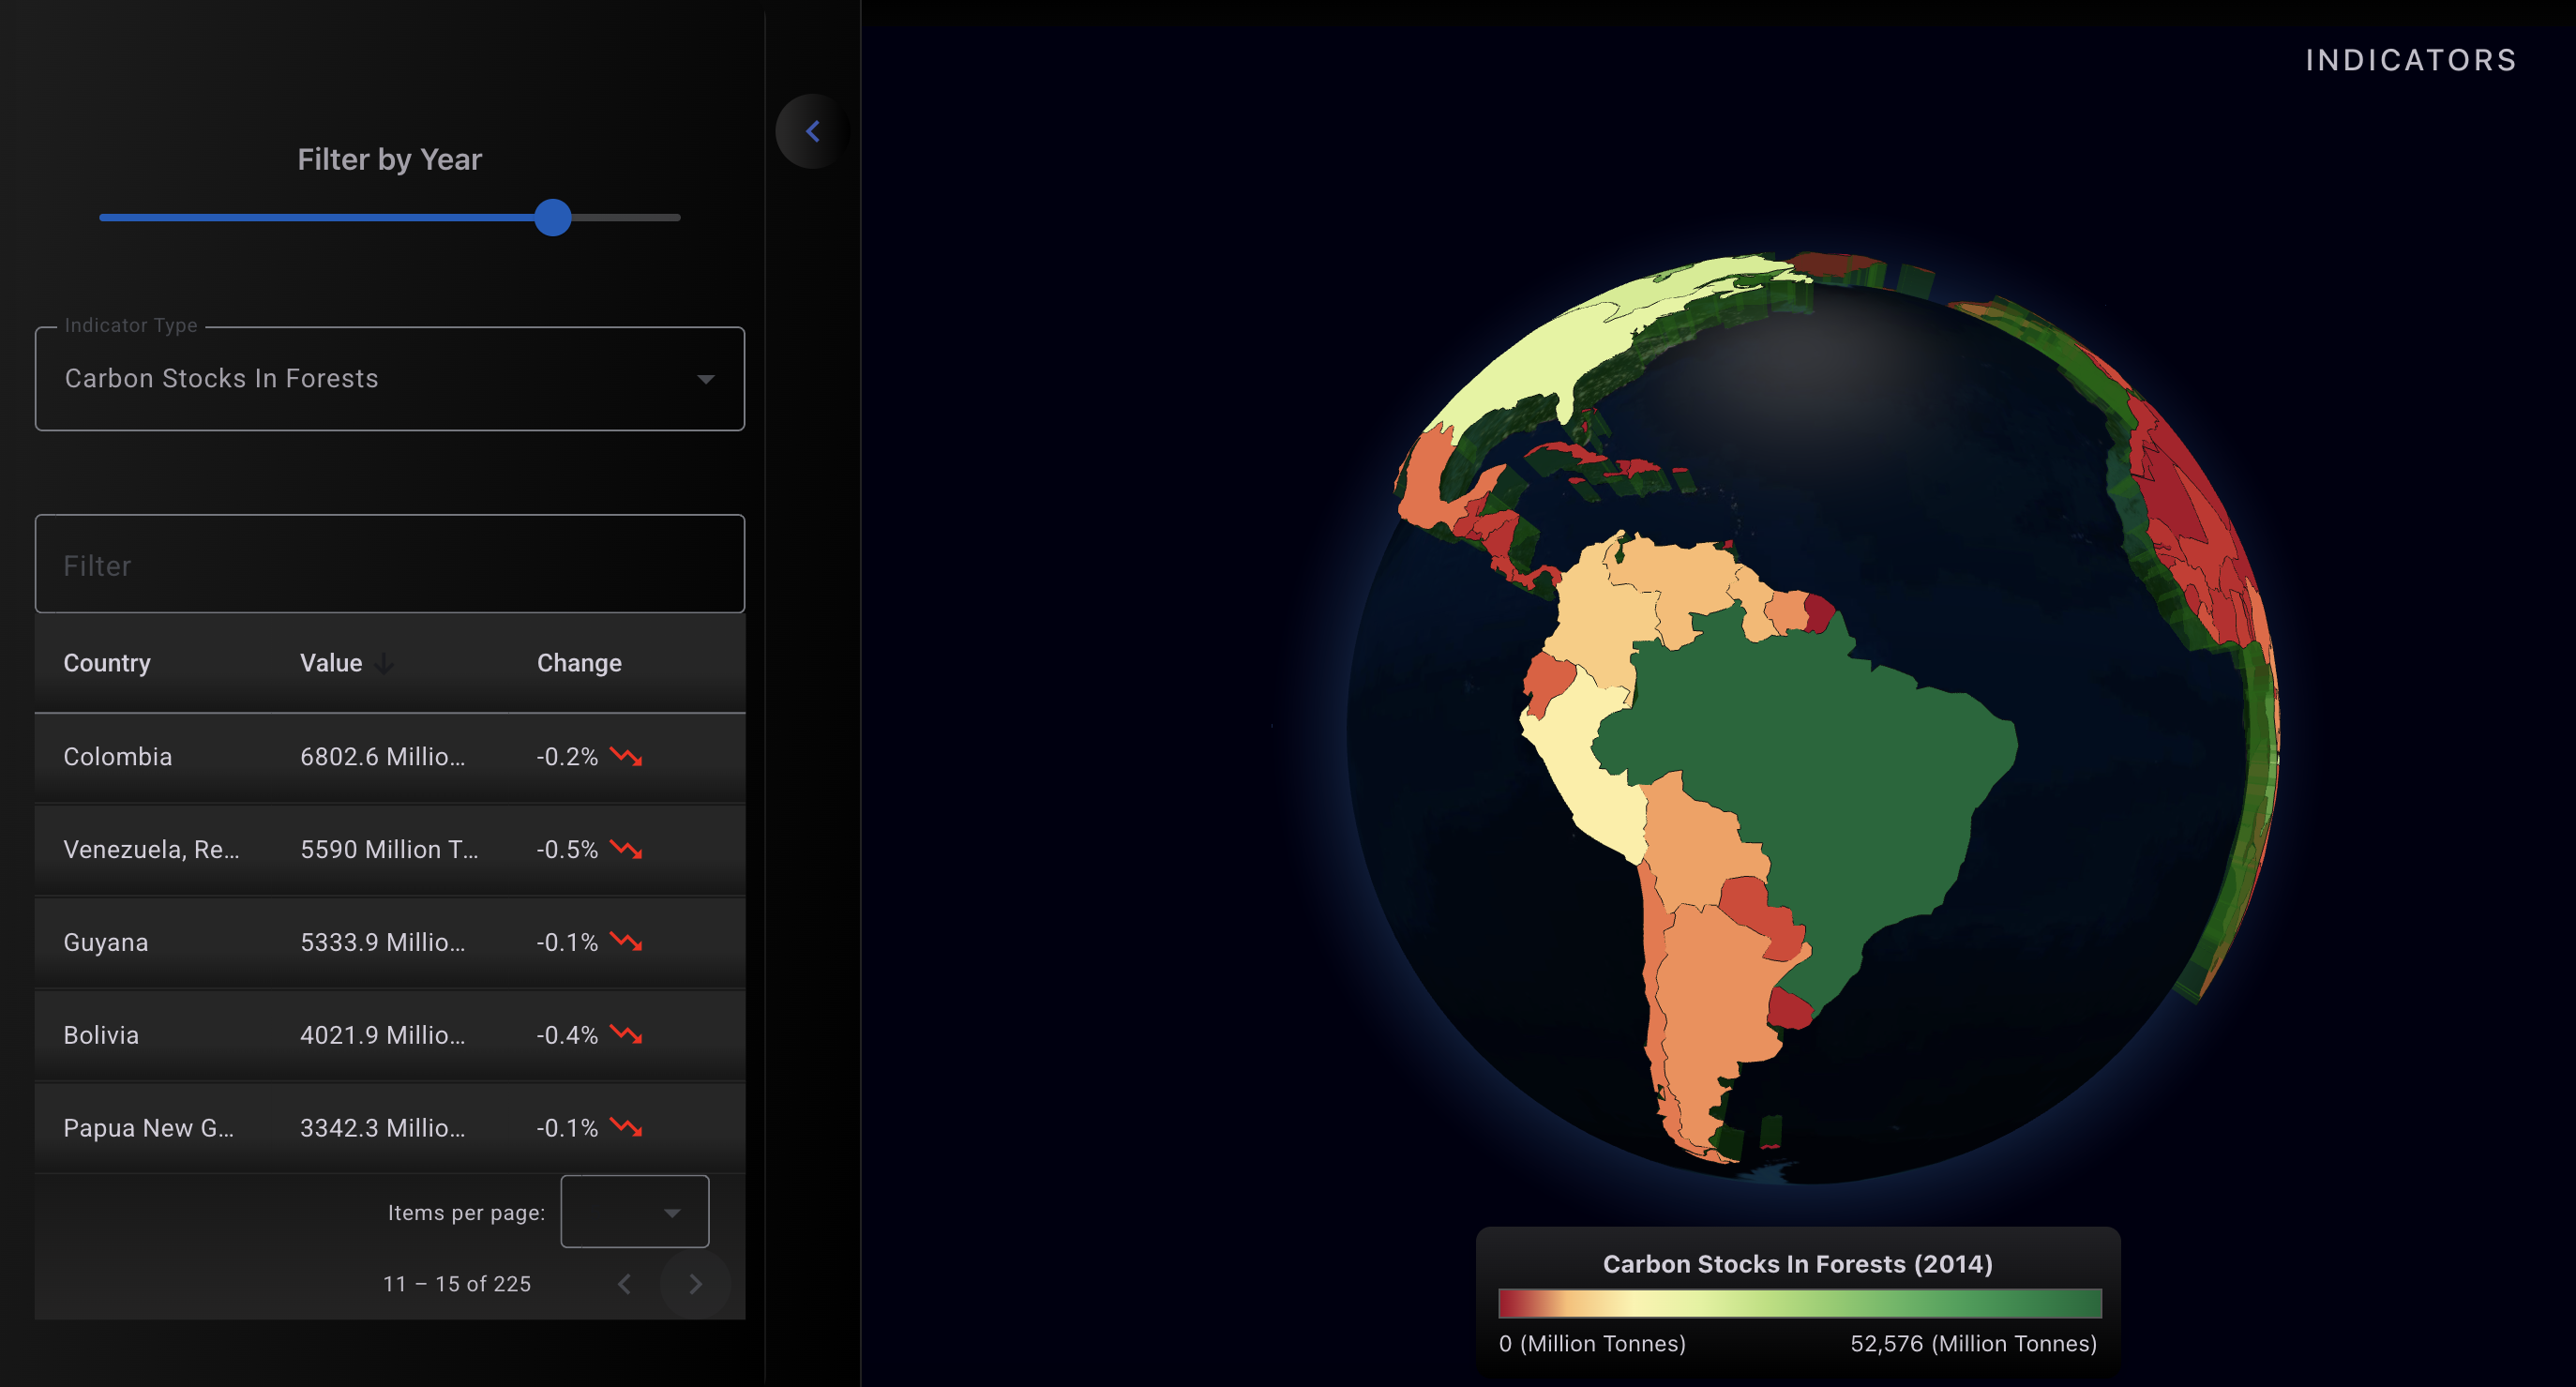 INDICATORS
Filter by Year
Indicator Type
Carbon Stocks In Forests
Filter
Country Value Change
Colombia 6802.6 Millio... -0.2%
Venezuela, Re... 5590 Million T... -0.5%
Guyana 5333.9 Millio... -0.1%
Bolivia 4021.9 Millio... -0.4%
Papua New G... 3342.3 Millio... -0.1%
Items per page:
11 – 15 of 225
Carbon Stocks In Forests (2014)
0 (Million Tonnes) 52,576 (Million Tonnes)